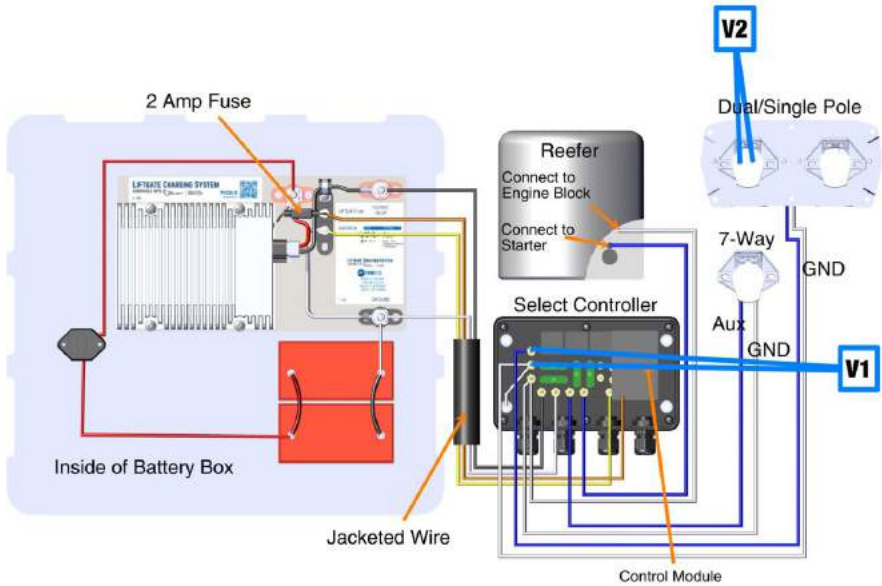 V2
2 Amp Fuse
Dual/Single Pole
LIFTGATE CHARGING SYSTEM
Reefer
Connect to
Engine Block
Connect to
Starter
7-Way
GND
Select Controller
Aux
GND
V1
Inside of Battery Box
Jacketed Wire
Control Module